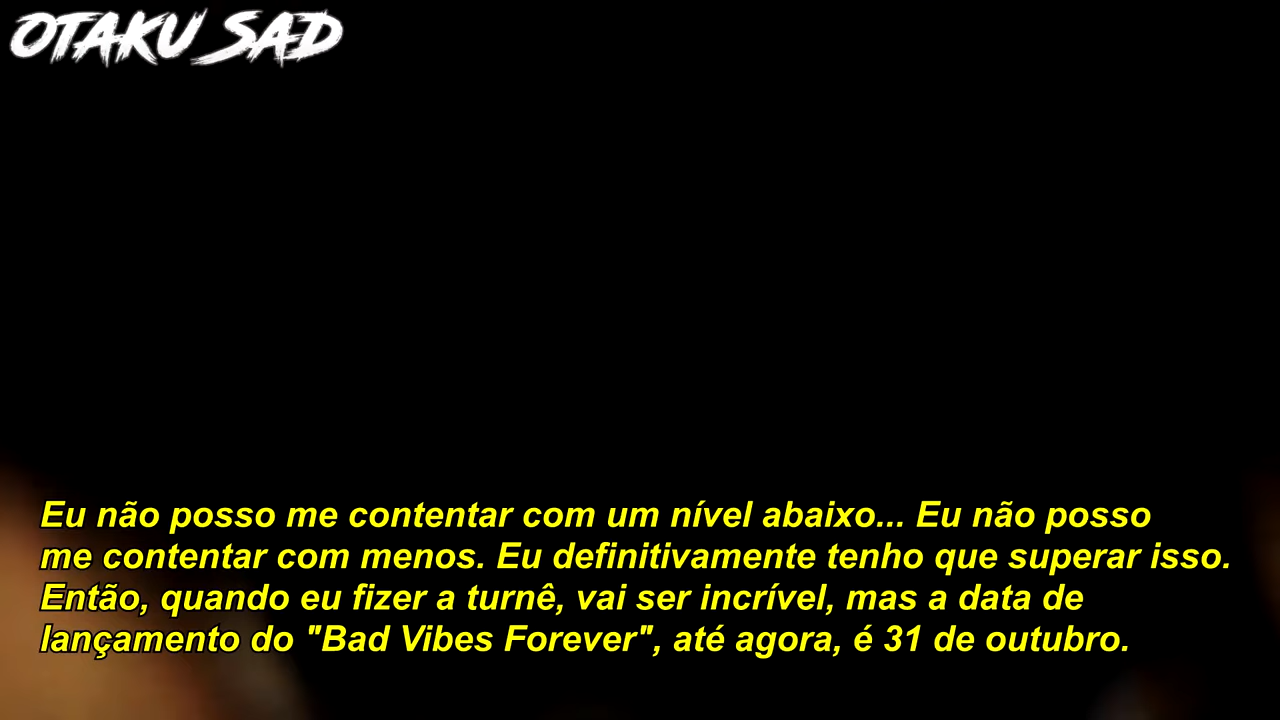 OTAKU SAD
Eu não posso me contentar com um nível abaixo... Eu não posso
me contentar com menos. Eu definitivamente tenho que superar isso.
Então, quando eu fizer a turnê, vai ser incrível, mas a data de
lançamento do "Bad Vibes Forever", até agora, é 31 de outubro.